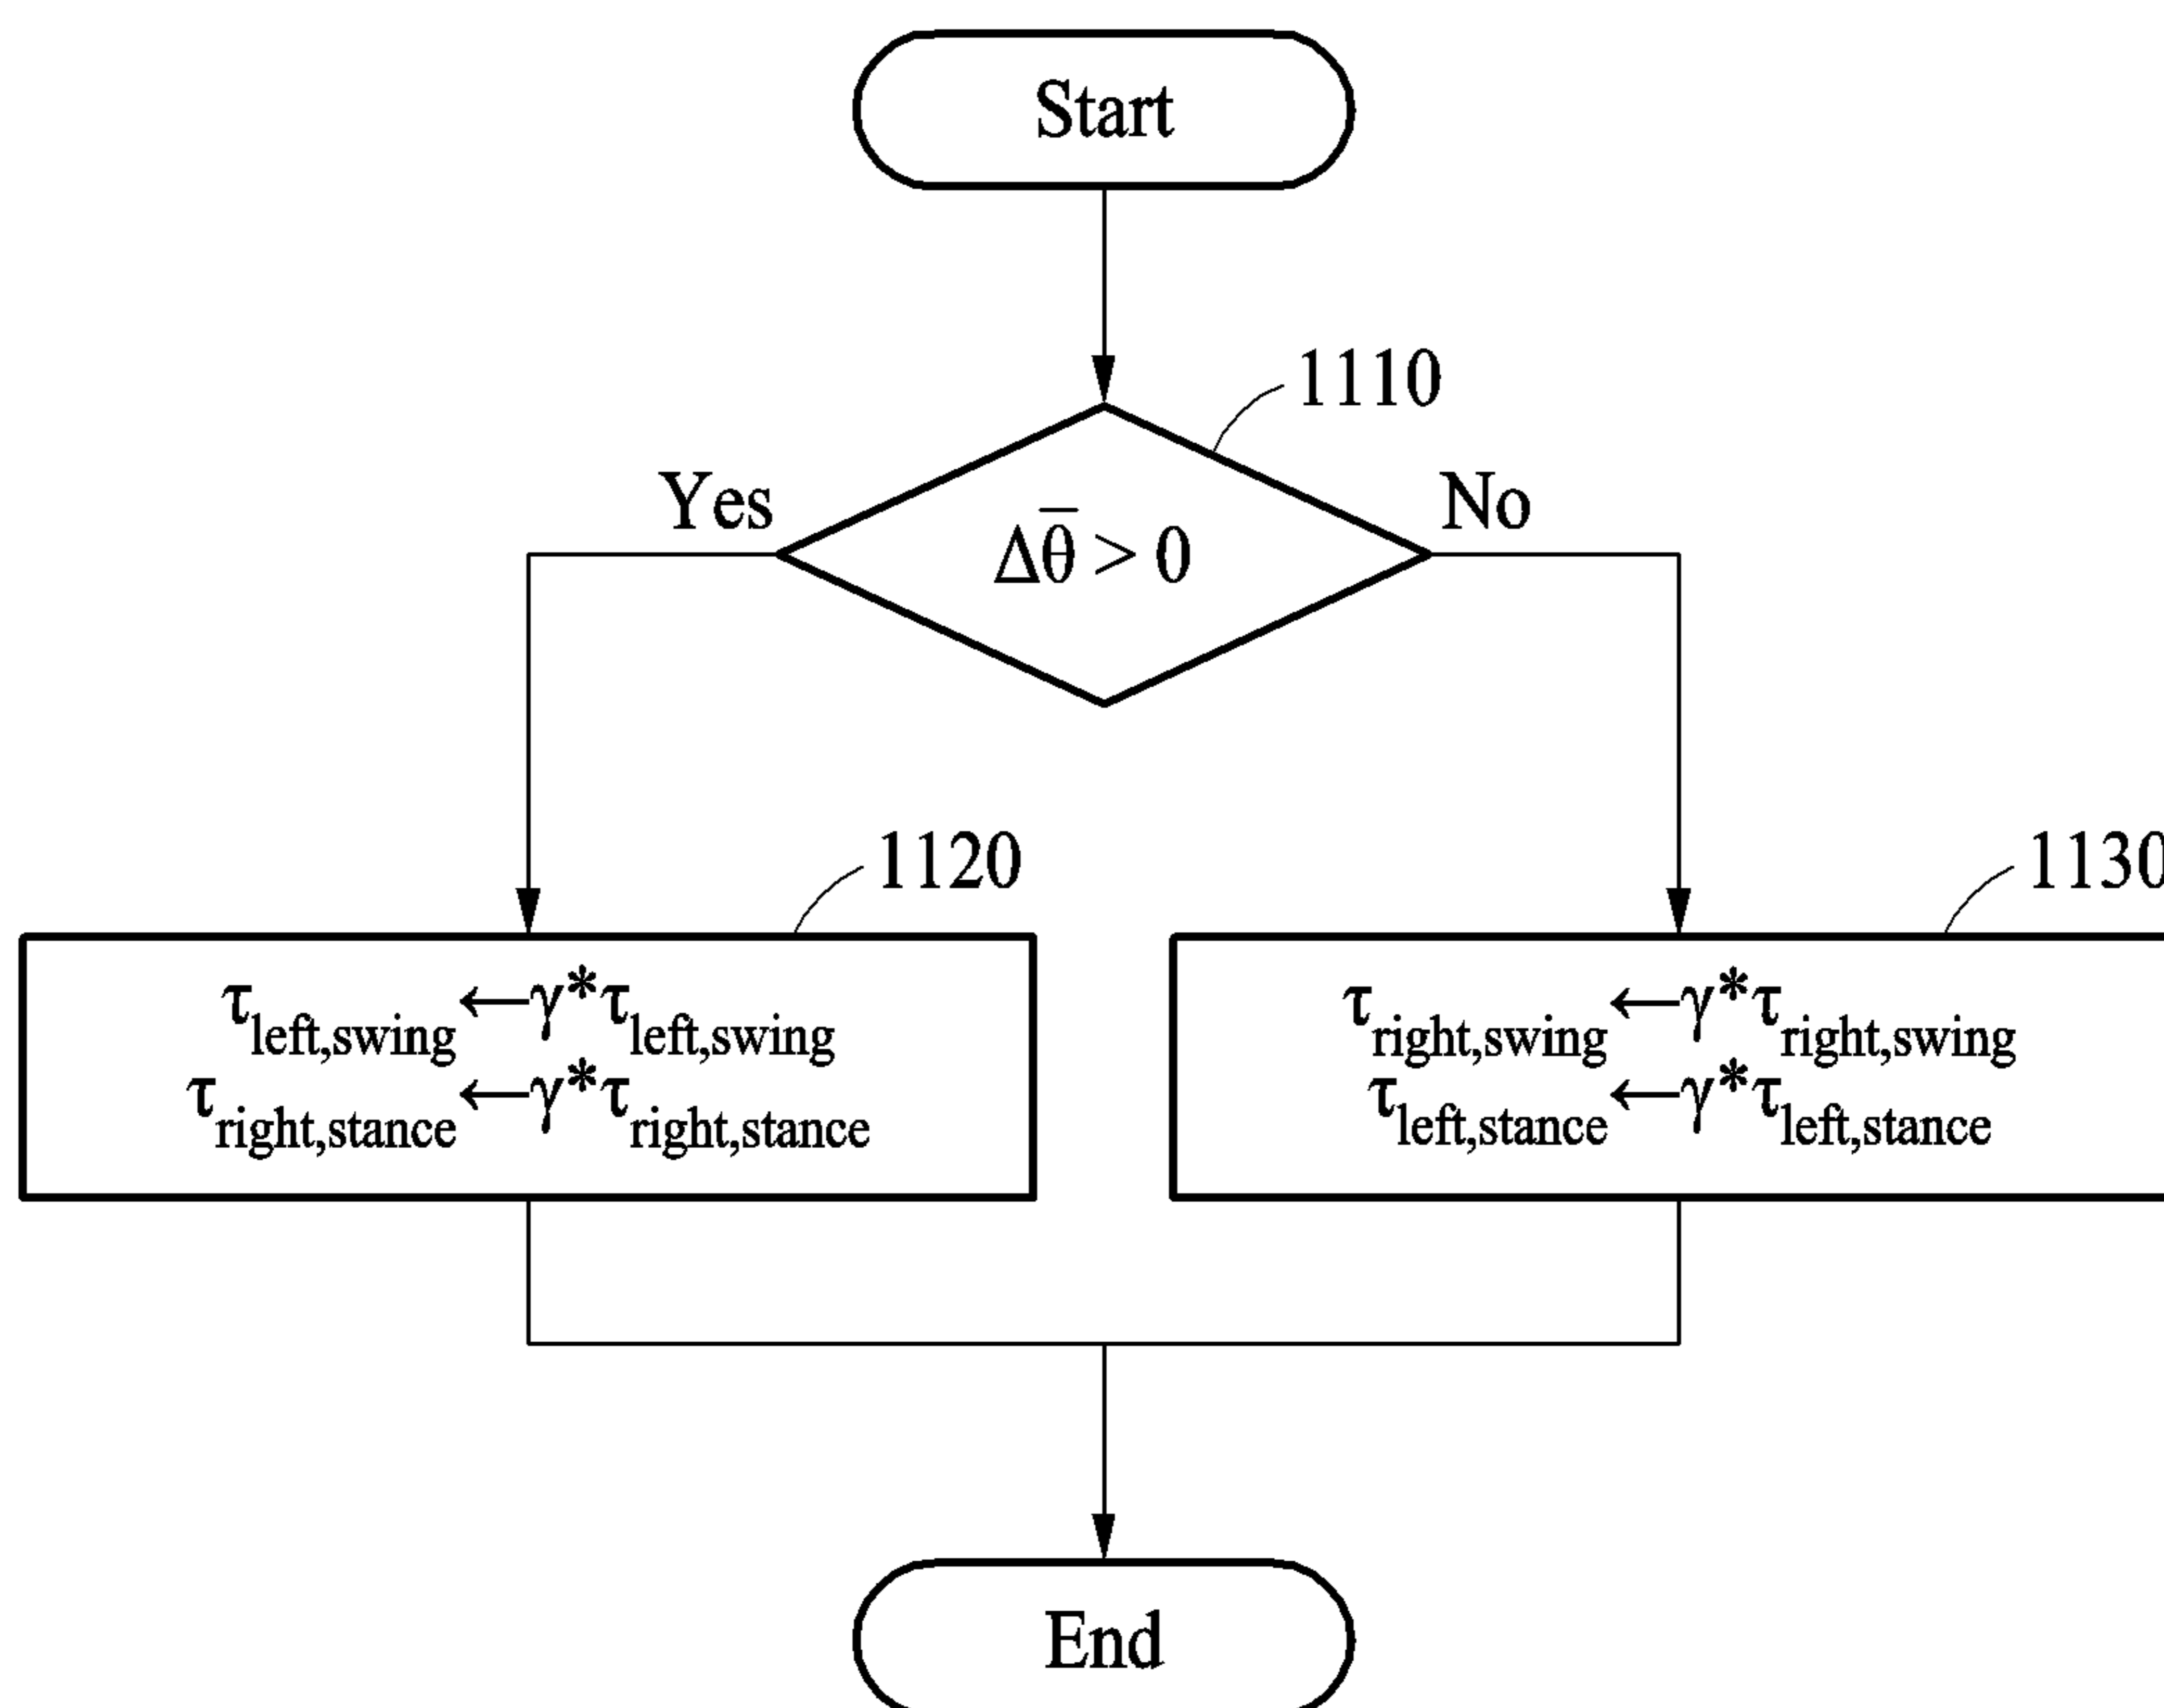 Start
1110
Yes
No
Δθ̅ > 0
1120
1130
τleft,swing ←γ*τleft,swing
τright,stance ←γ*τright,stance
τright,swing ←γ*τright,swing
τleft,stance ←γ*τleft,stance
End